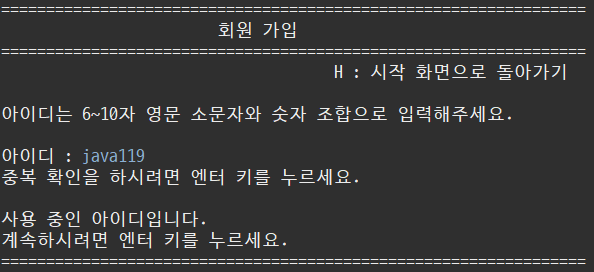 ==========================================================
회원 가입
==========================================================
H : 시작 화면으로 돌아가기
아이디는 6~10자 영문 소문자와 숫자 조합으로 입력해주세요.
아이디 : java119
중복 확인을 하시려면 엔터 키를 누르세요.
사용 중인 아이디입니다.
계속하시려면 엔터 키를 누르세요.
==========================================================